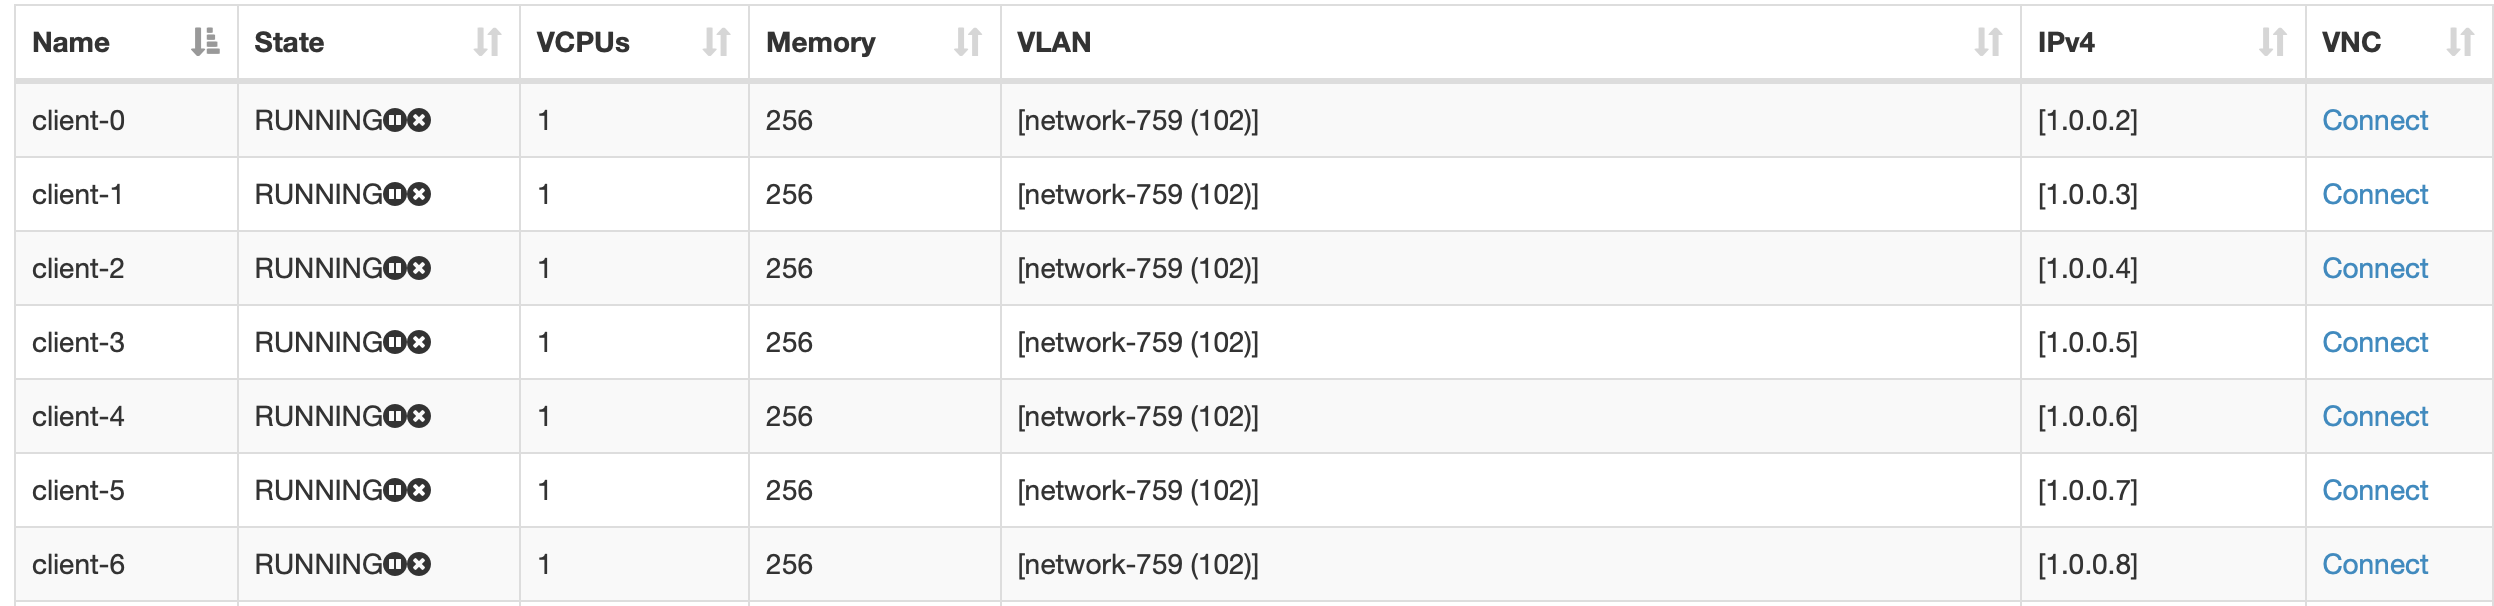 Name State VCPUs Memory VLAN IPv4 VNC
client-0 RUNNING 1 256 [network-759 (102)] [1.0.0.2] Connect
client-1 RUNNING 1 256 [network-759 (102)] [1.0.0.3] Connect
client-2 RUNNING 1 256 [network-759 (102)] [1.0.0.4] Connect
client-3 RUNNING 1 256 [network-759 (102)] [1.0.0.5] Connect
client-4 RUNNING 1 256 [network-759 (102)] [1.0.0.6] Connect
client-5 RUNNING 1 256 [network-759 (102)] [1.0.0.7] Connect
client-6 RUNNING 1 256 [network-759 (102)] [1.0.0.8] Connect